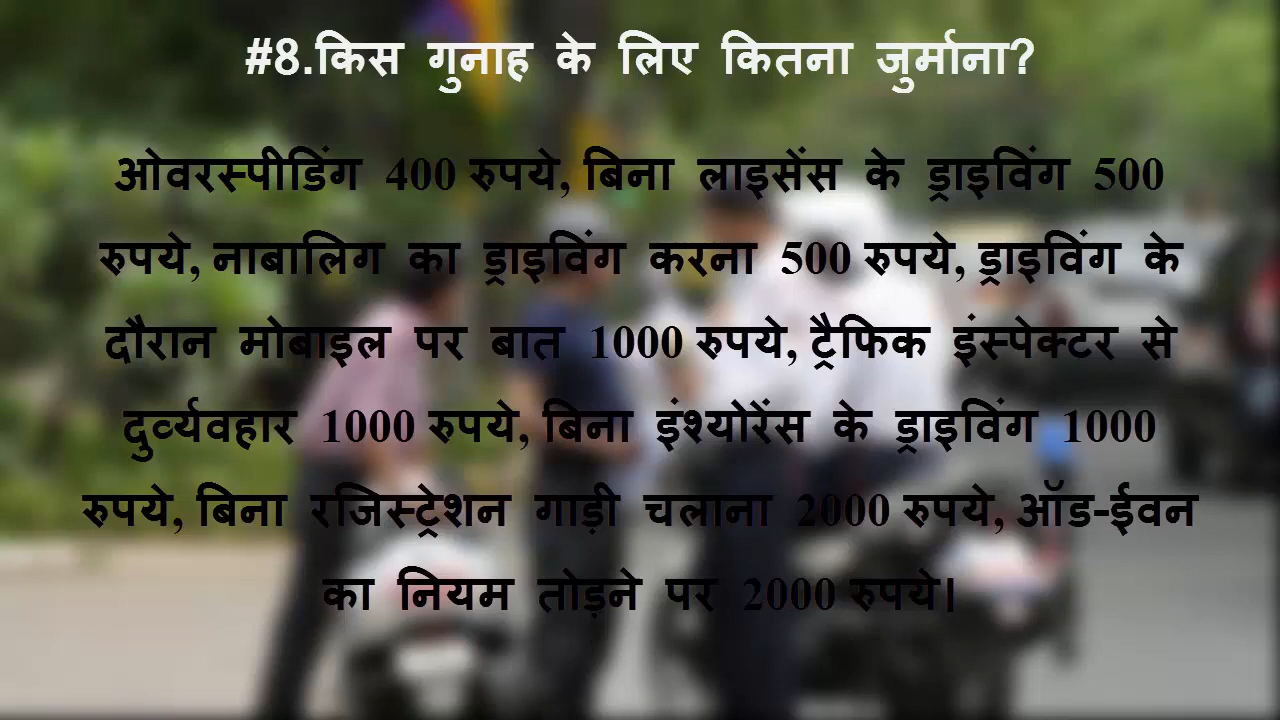 #8.किस गुनाह के लिए कितना जुर्माना?
ओवरस्पीडिंग 400 रुपये, बिना लाइसेंस के ड्राइविंग 500
रुपये, नाबालिग का ड्राइविंग करना 500 रुपये, ड्राइविंग के
दौरान मोबाइल पर बात 1000 रुपये, ट्रैफिक इंस्पेक्टर से
दुर्व्यवहार 1000 रुपये, बिना इंश्योरेंस के ड्राइविंग 1000
रुपये, बिना रजिस्ट्रेशन गाड़ी चलाना 2000 रुपये, ऑड-ईवन
का नियम तोड़ने पर 2000 रुपये।